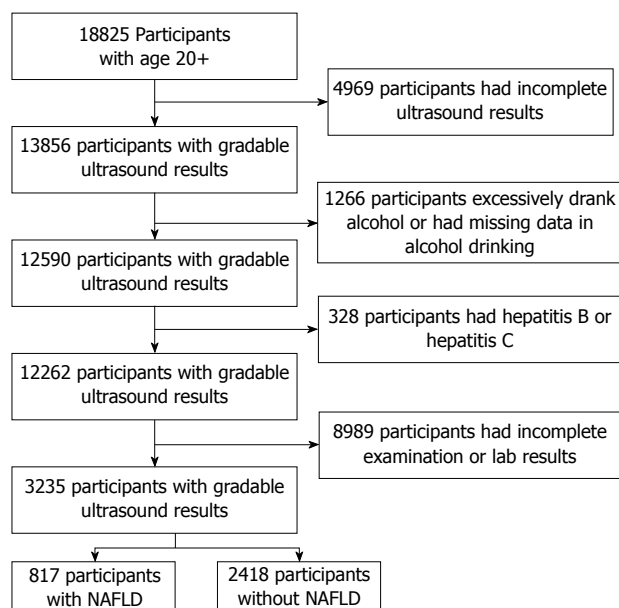 18825 Participants
with age 20+
4969 participants had incomplete
ultrasound results
13856 participants with gradable
ultrasound results
1266 participants excessively drank
alcohol or had missing data in
alcohol drinking
12590 participants with gradable
ultrasound results
328 participants had hepatitis B or
hepatitis C
12262 participants with gradable
ultrasound results
8989 participants had incomplete
examination or lab results
3235 participants with gradable
ultrasound results
817 participants
with NAFLD
2418 participants
without NAFLD